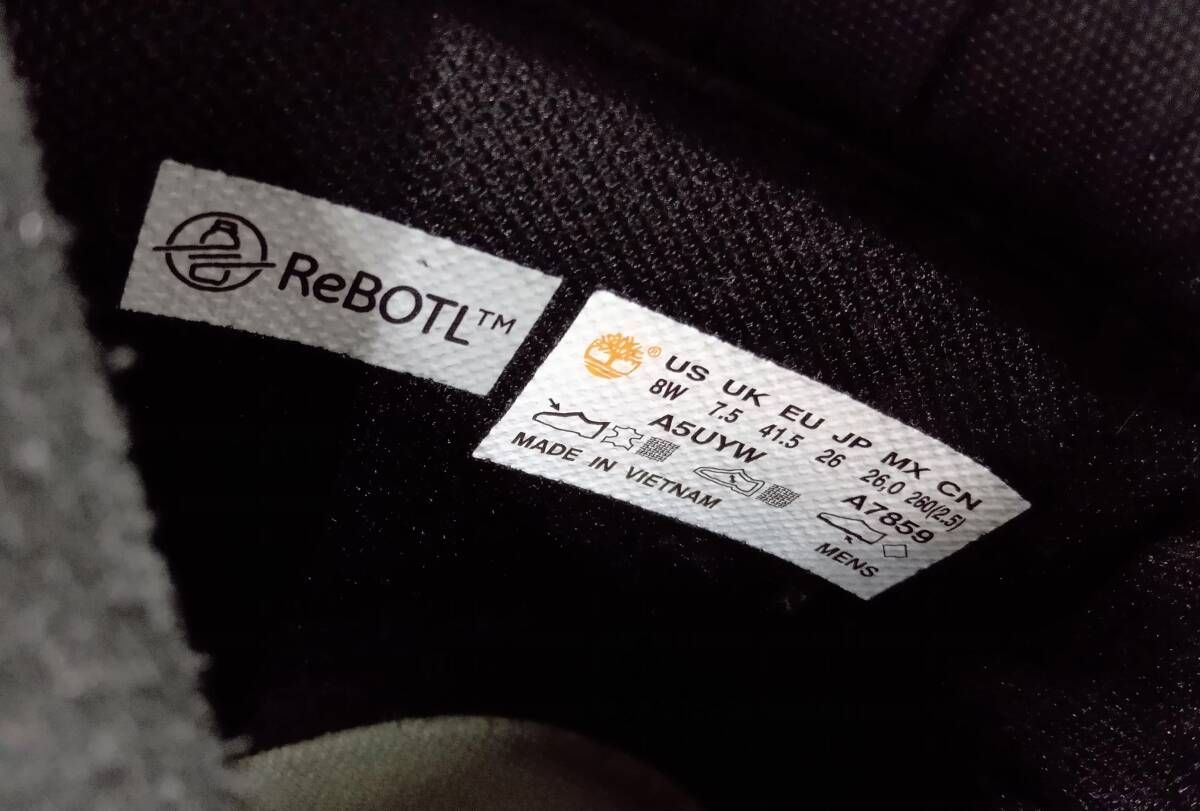 ReBOTL™
® US UK EU JP MX CN
8W 7.5 41.5 26 26,0 260(2.5)
A5UYW A7859
MADE IN VIETNAM MENS